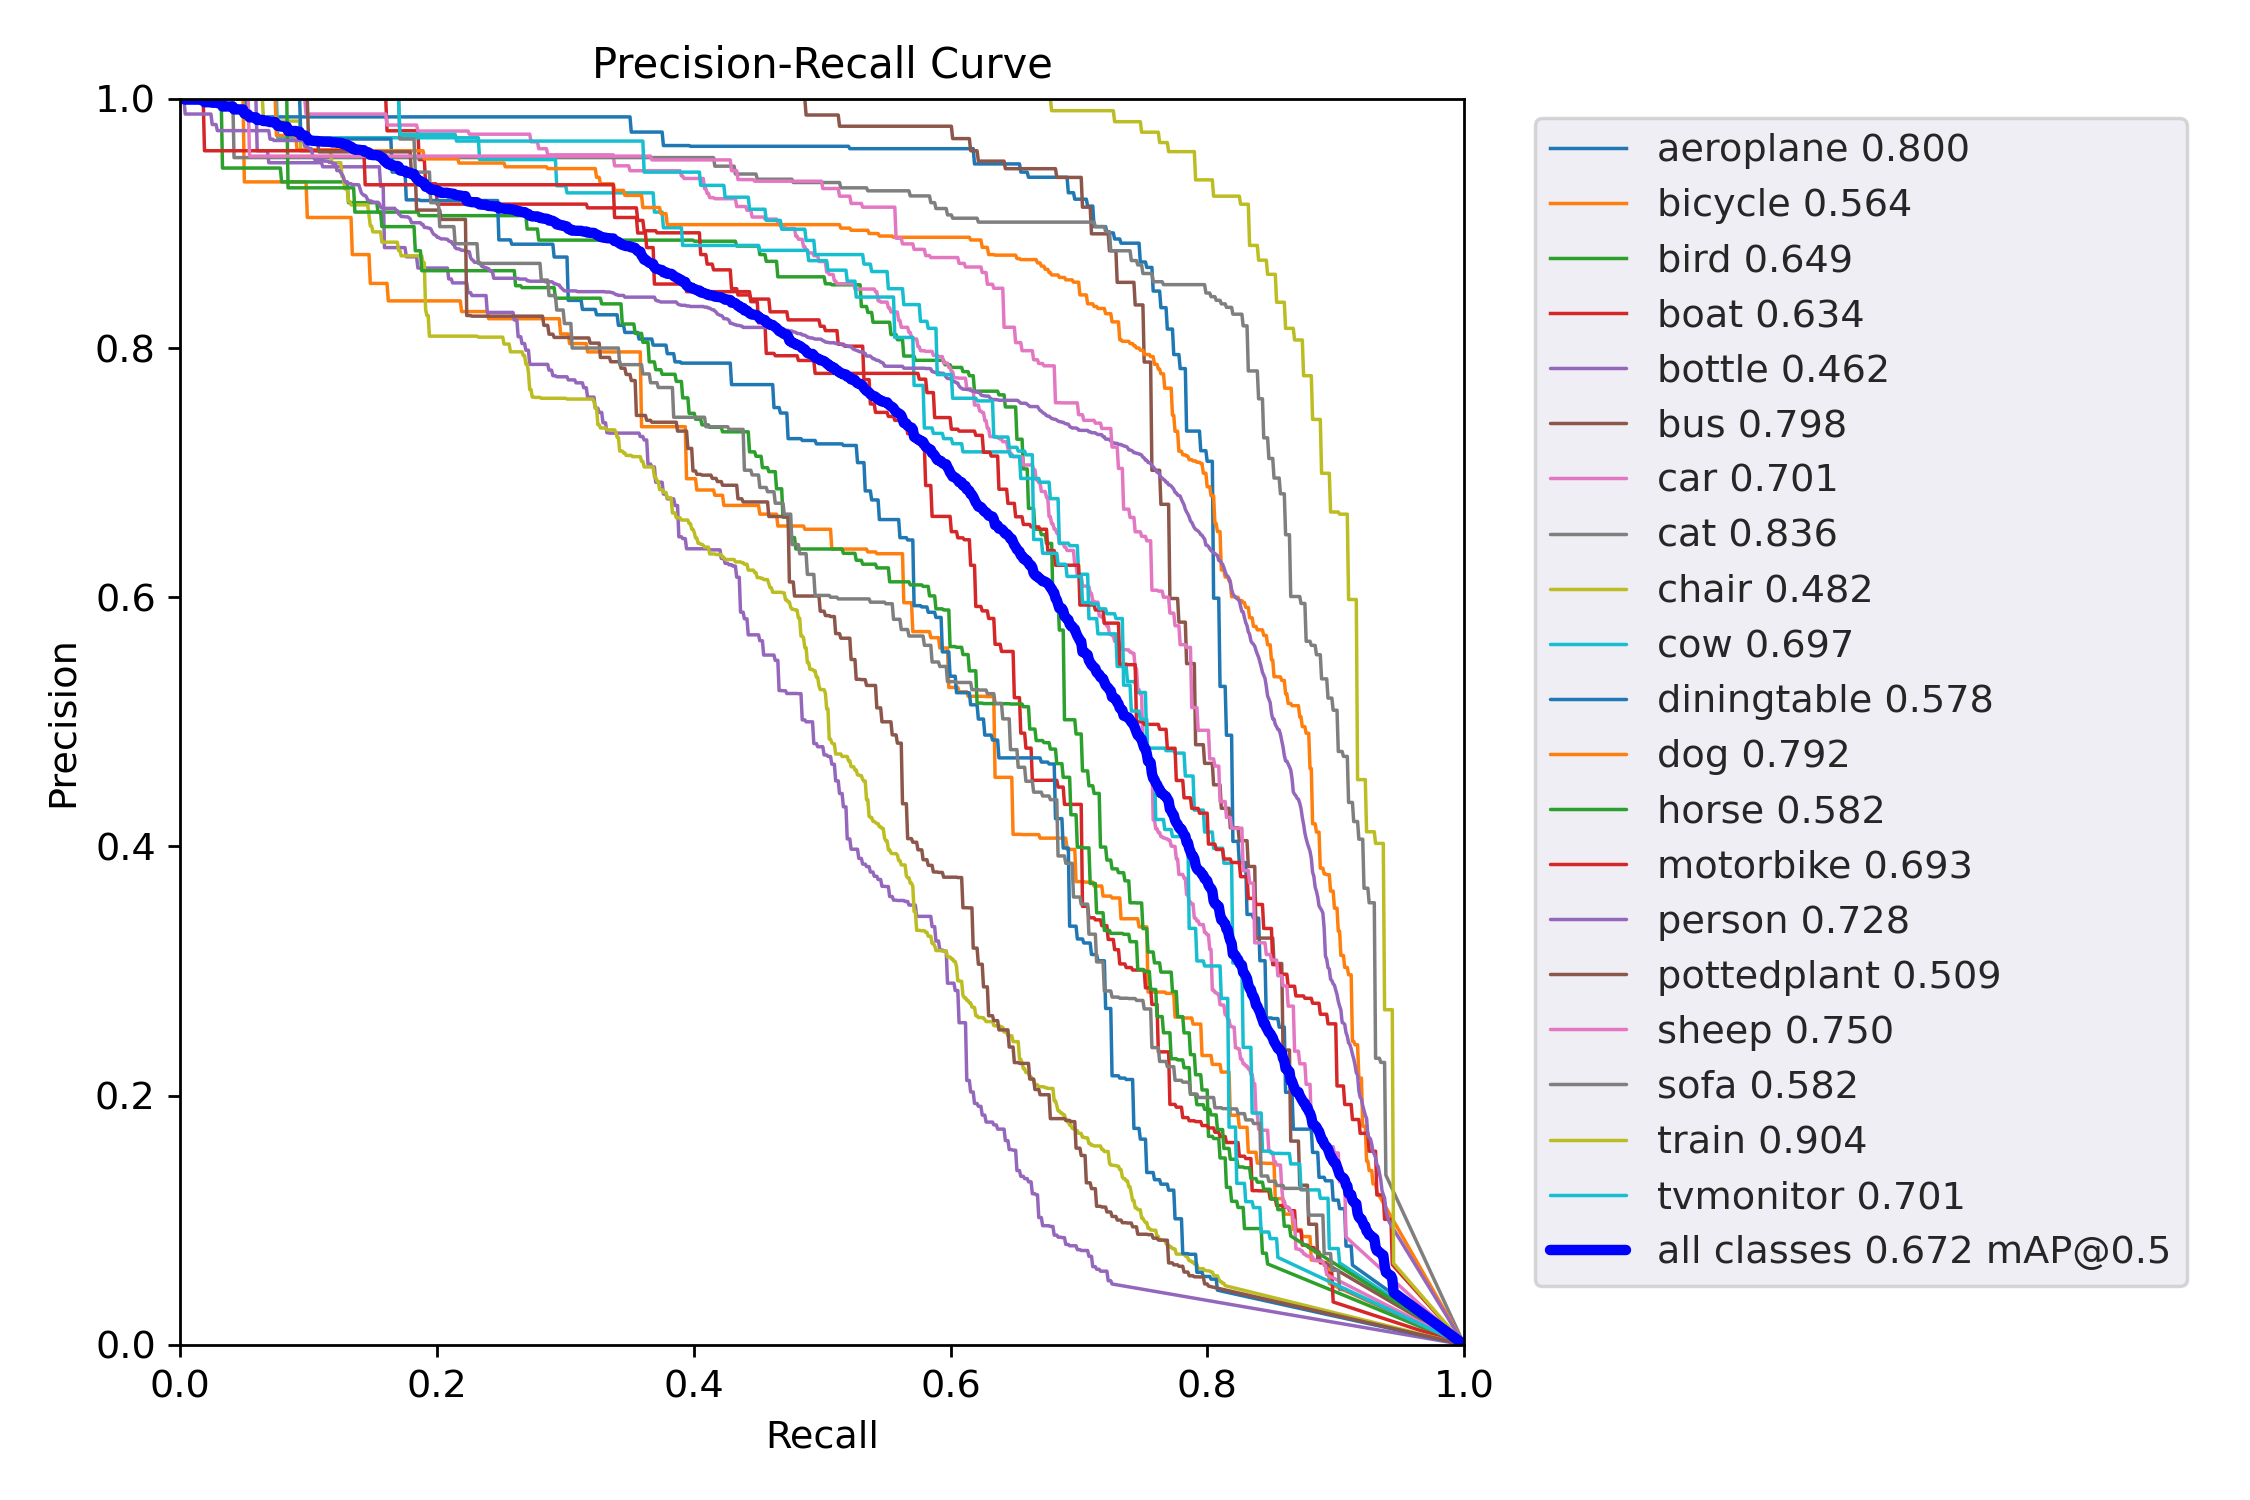 Precision-Recall Curve
1.0
0.8
0.6
0.4
0.2
0.0
Precision
0.0 0.2 0.4 0.6 0.8 1.0
Recall
aeroplane 0.800
bicycle 0.564
bird 0.649
boat 0.634
bottle 0.462
bus 0.798
car 0.701
cat 0.836
chair 0.482
cow 0.697
diningtable 0.578
dog 0.792
horse 0.582
motorbike 0.693
person 0.728
pottedplant 0.509
sheep 0.750
sofa 0.582
train 0.904
tvmonitor 0.701
all classes 0.672 mAP@0.5